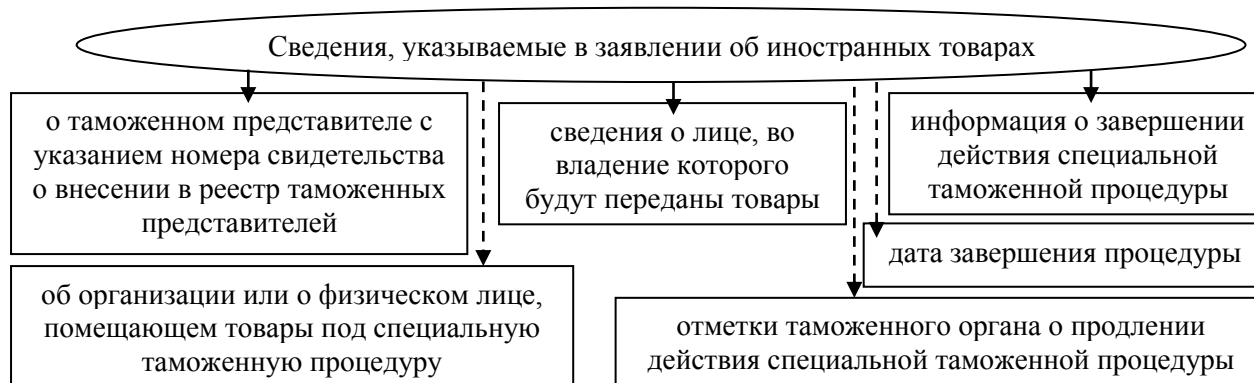 Сведения, указываемые в заявлении об иностранных товарах
о таможенном представителе с
указанием номера свидетельства
о внесении в реестр таможенных
представителей
сведения о лице, во
владение которого
будут переданы товары
информация о завершении
действия специальной
таможенной процедуры
дата завершения процедуры
об организации или о физическом лице,
помещающем товары под специальную
таможенную процедуру
отметки таможенного органа о продлении
действия специальной таможенной процедуры